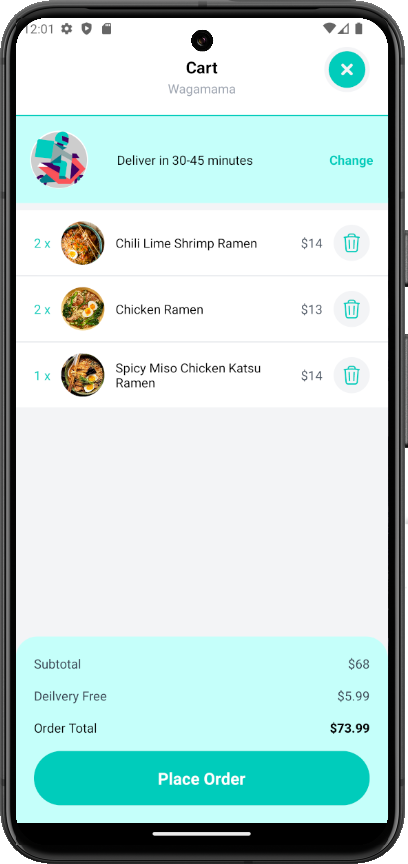 12:01
Cart
Wagamama
Deliver in 30-45 minutes Change
2 x Chili Lime Shrimp Ramen $14
2 x Chicken Ramen $13
1 x Spicy Miso Chicken Katsu $14
Ramen
Subtotal $68
Deilvery Free $5.99
Order Total $73.99
Place Order